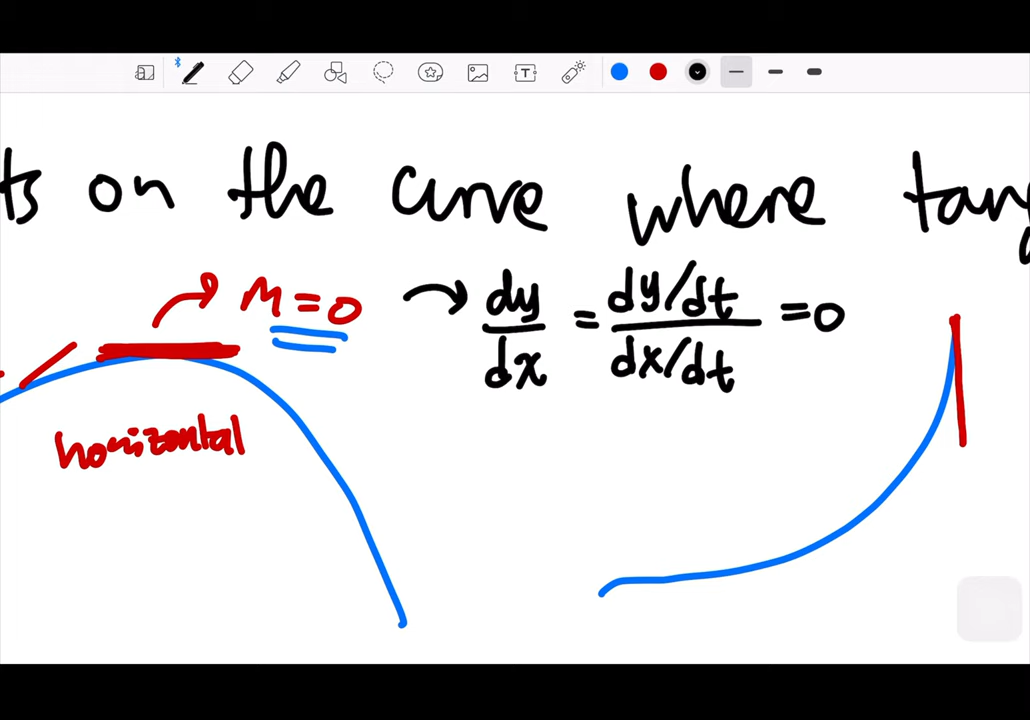 ts on the curve where tang
m = 0 → dy/dx = dy/dt / dx/dt = 0
horizontal